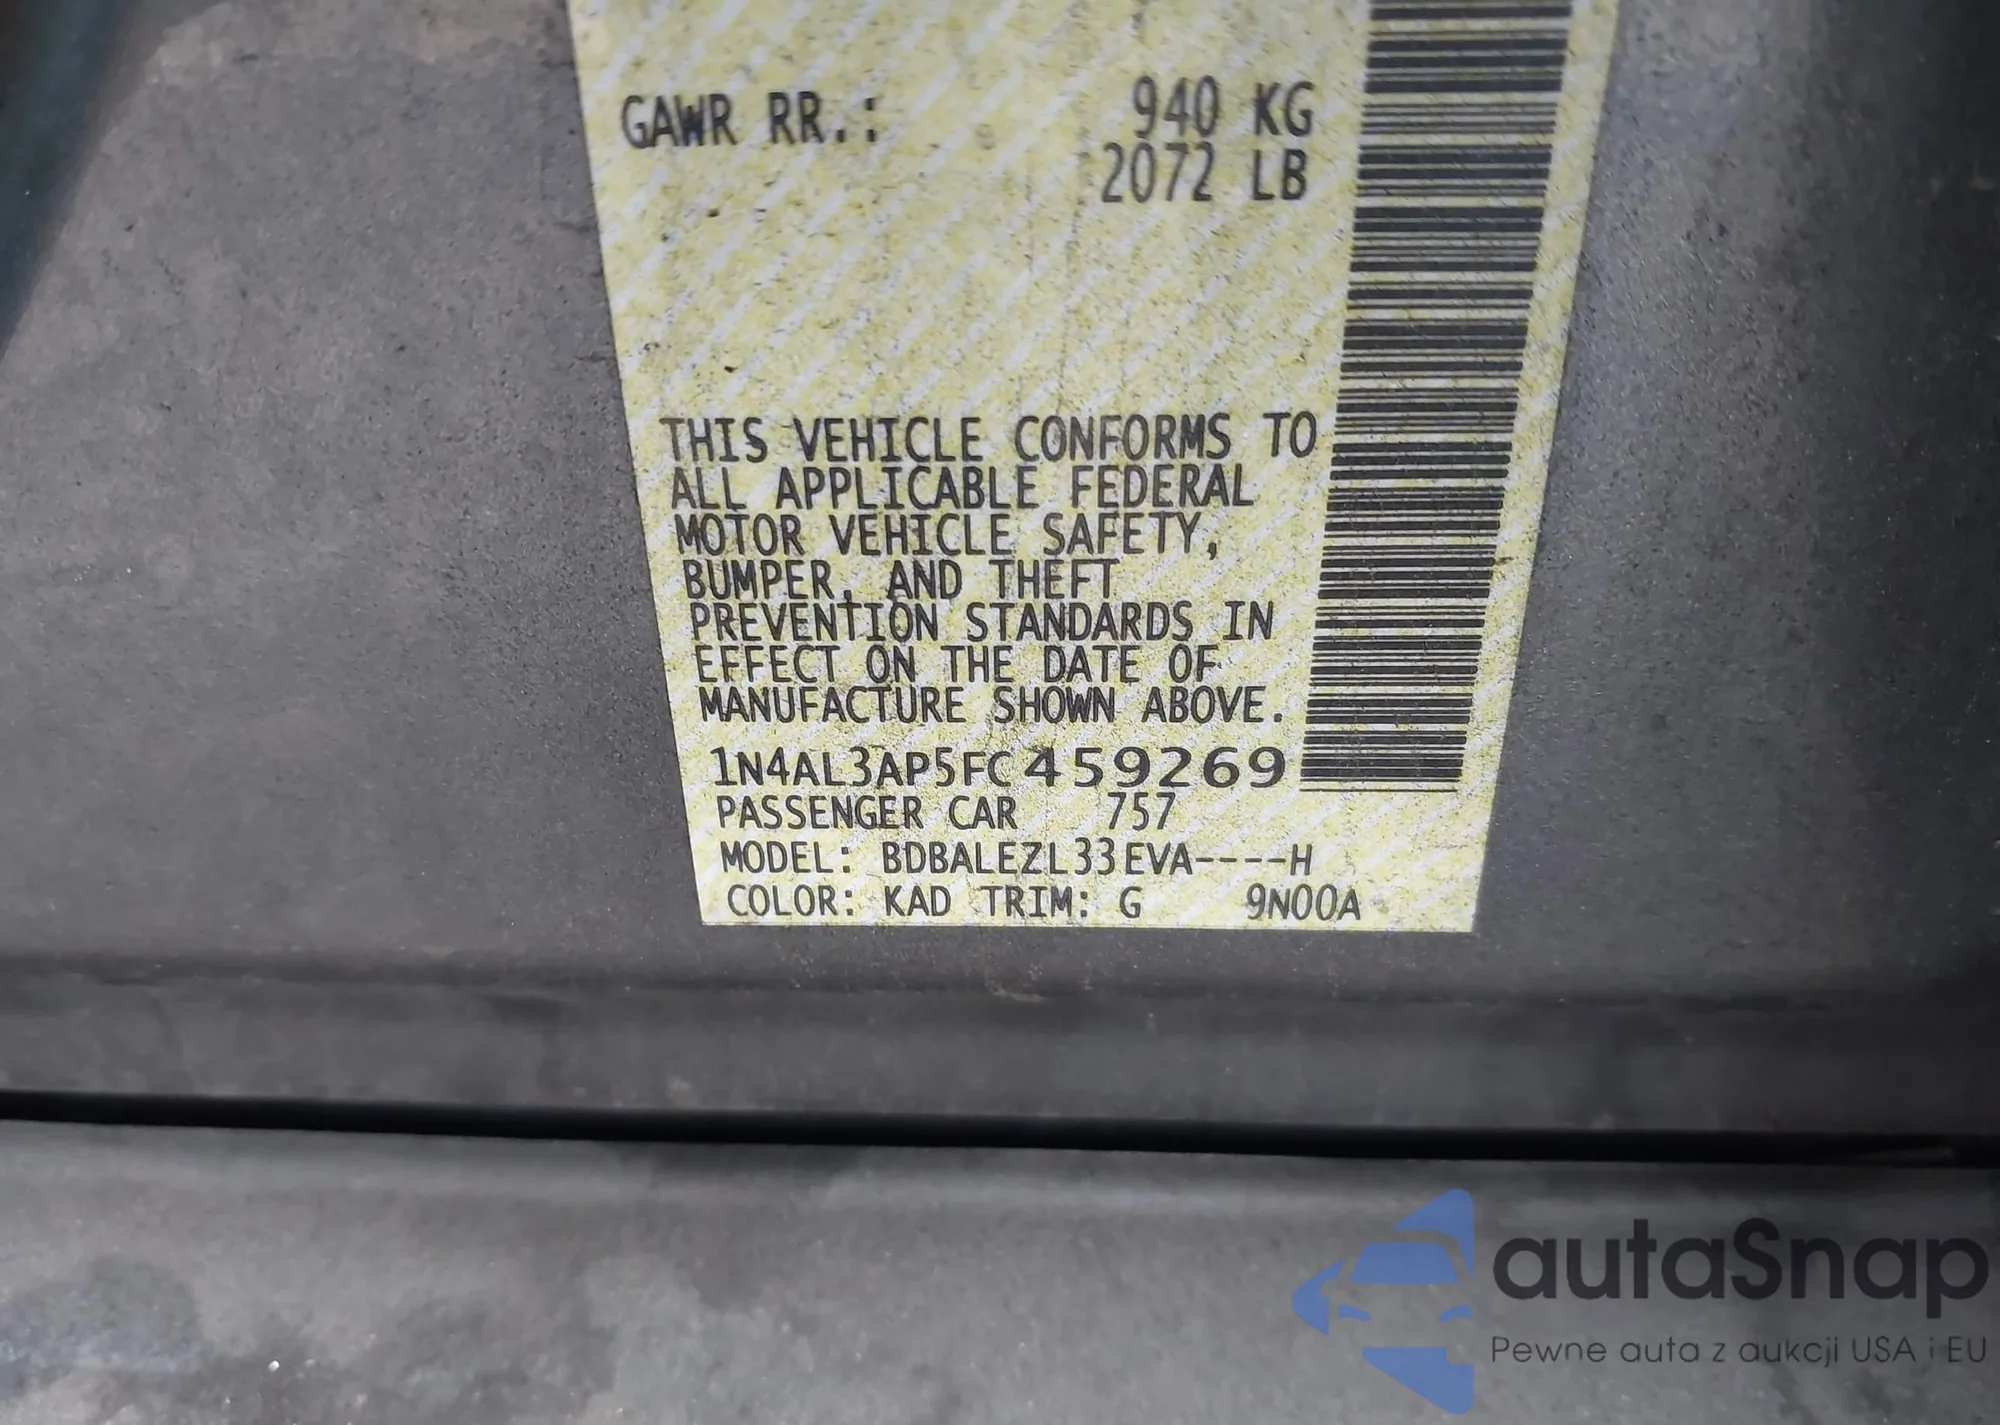 GAWR RR.: 940 KG
2072 LB
THIS VEHICLE CONFORMS TO
ALL APPLICABLE FEDERAL
MOTOR VEHICLE SAFETY,
BUMPER, AND THEFT
PREVENTION STANDARDS IN
EFFECT ON THE DATE OF
MANUFACTURE SHOWN ABOVE.
1N4AL3AP5FC459269
PASSENGER CAR 757
MODEL: BDBALEZL33EVA----H
COLOR: KAD TRIM: G 9N00A
autaSnap
Pewne auta z aukcji USA i EU